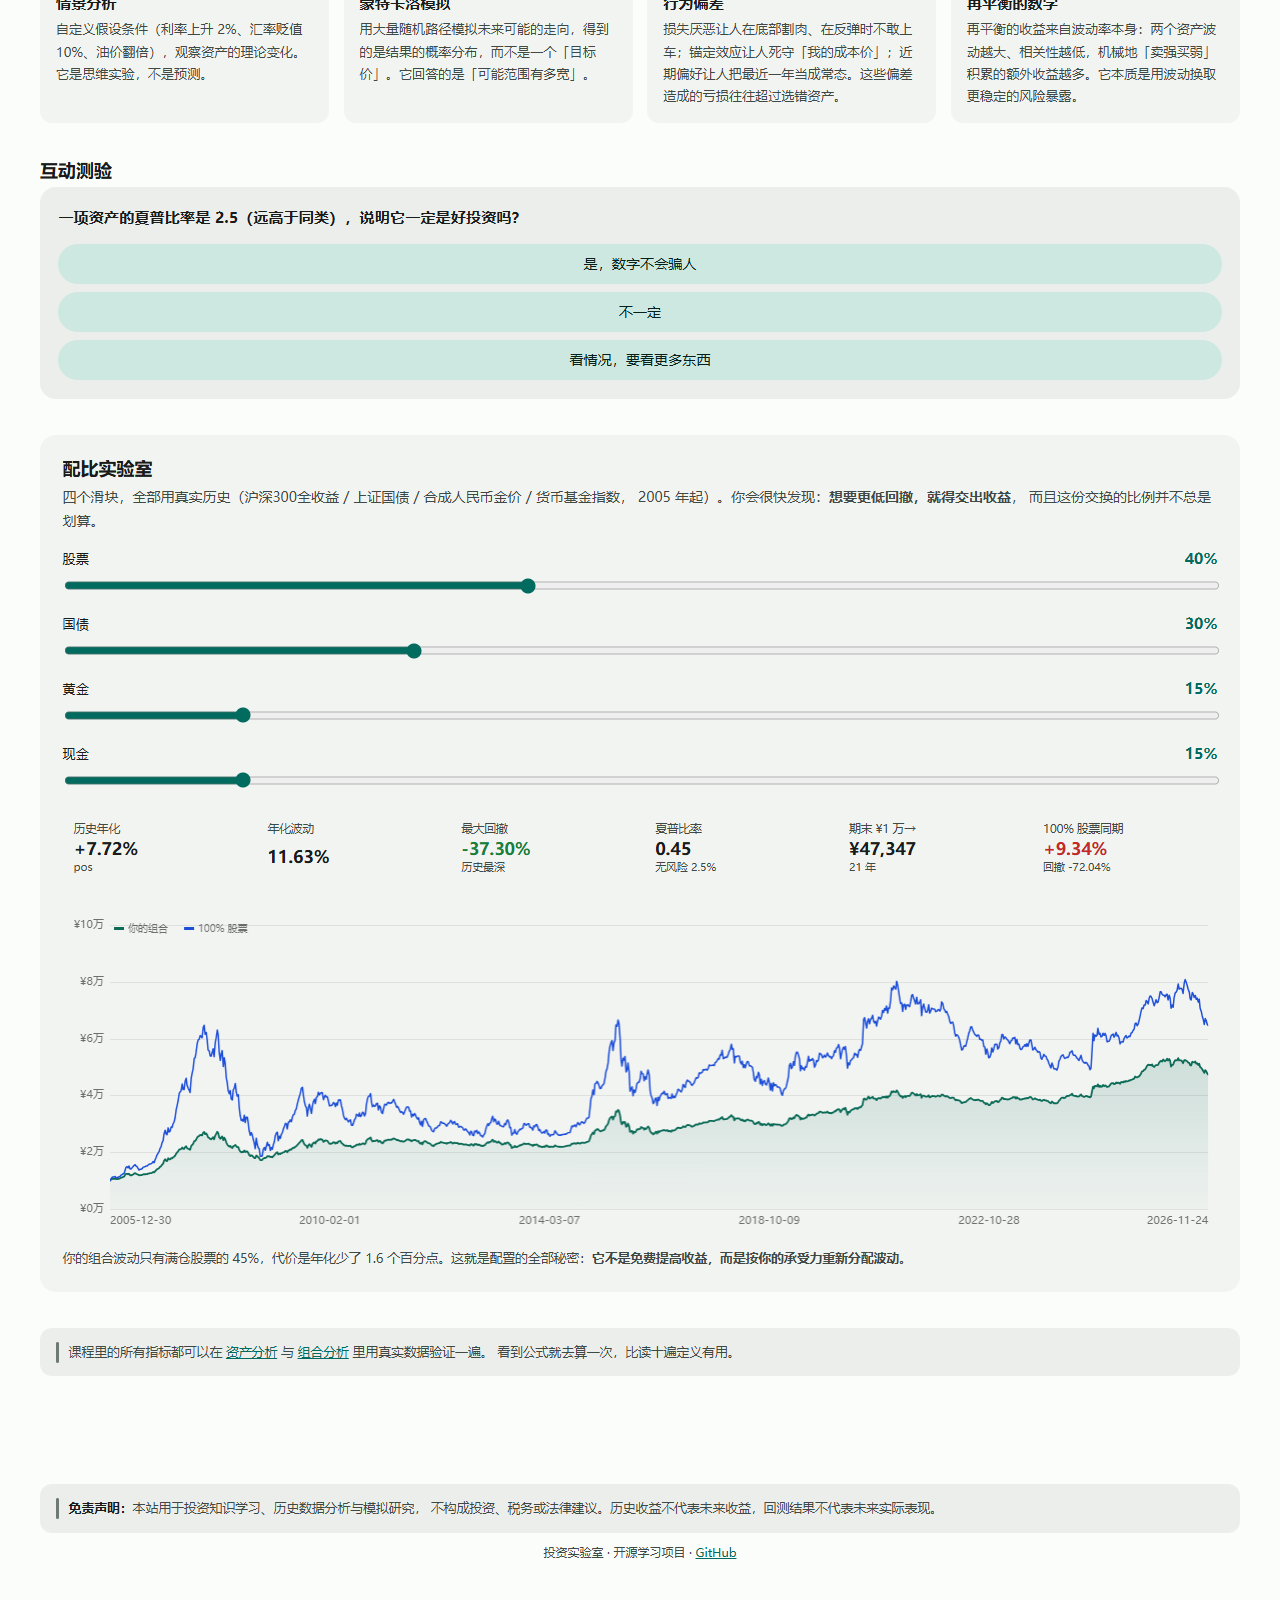 情景分析
自定义假设条件（利率上升 2%、汇率贬值
10%、油价翻倍），观察资产的理论变化。
它是思维实验，不是预测。
蒙特卡洛模拟
用大量随机路径模拟未来可能的走向，得到
的是结果的概率分布，而不是一个「目标
价」。它回答的是「可能范围有多宽」。
行为偏差
损失厌恶让人在底部割肉、在反弹时不敢上
车；锚定效应让人死守「我的成本价」；近
期偏好让人把最近一年当成常态。这些偏差
造成的亏损往往超过选错资产。
再平衡的数学
再平衡的收益来自波动率本身：两个资产波
动越大、相关性越低，机械地「卖强买弱」
积累的额外收益越多。它本质是用波动换取
更稳定的风险暴露。
互动测验
一项资产的夏普比率是 2.5（远高于同类），说明它一定是好投资吗？
是，数字不会骗人
不一定
看情况，要看更多东西
配比实验室
四个滑块，全部用真实历史（沪深300全收益 / 上证国债 / 合成人民币金价 / 货币基金指数， 2005 年起）。你会很快发现：想要更低回撤，就得交出收益， 而且这份交换的比例并不总是
划算。
股票 40%
国债 30%
黄金 15%
现金 15%
历史年化
+7.72%
pos
年化波动
11.63%
最大回撤
-37.30%
历史最深
夏普比率
0.45
无风险 2.5%
期末 ¥1 万→
¥47,347
21 年
100% 股票同期
+9.34%
回撤 -72.04%
你的组合 100% 股票
¥10万
¥8万
¥6万
¥4万
¥2万
¥0万
2005-12-30 2010-02-01 2014-03-07 2018-10-09 2022-10-28 2026-11-24
你的组合波动只有满仓股票的 45%，代价是年化少了 1.6 个百分点。这就是配置的全部秘密：它不是免费提高收益，而是按你的承受力重新分配波动。
课程里的所有指标都可以在 资产分析 与 组合分析 里用真实数据验证一遍。 看到公式就去算一次，比读十遍定义有用。
免责声明：本站用于投资知识学习、历史数据分析与模拟研究， 不构成投资、税务或法律建议。历史收益不代表未来收益，回测结果不代表未来实际表现。
投资实验室 · 开源学习项目 · GitHub